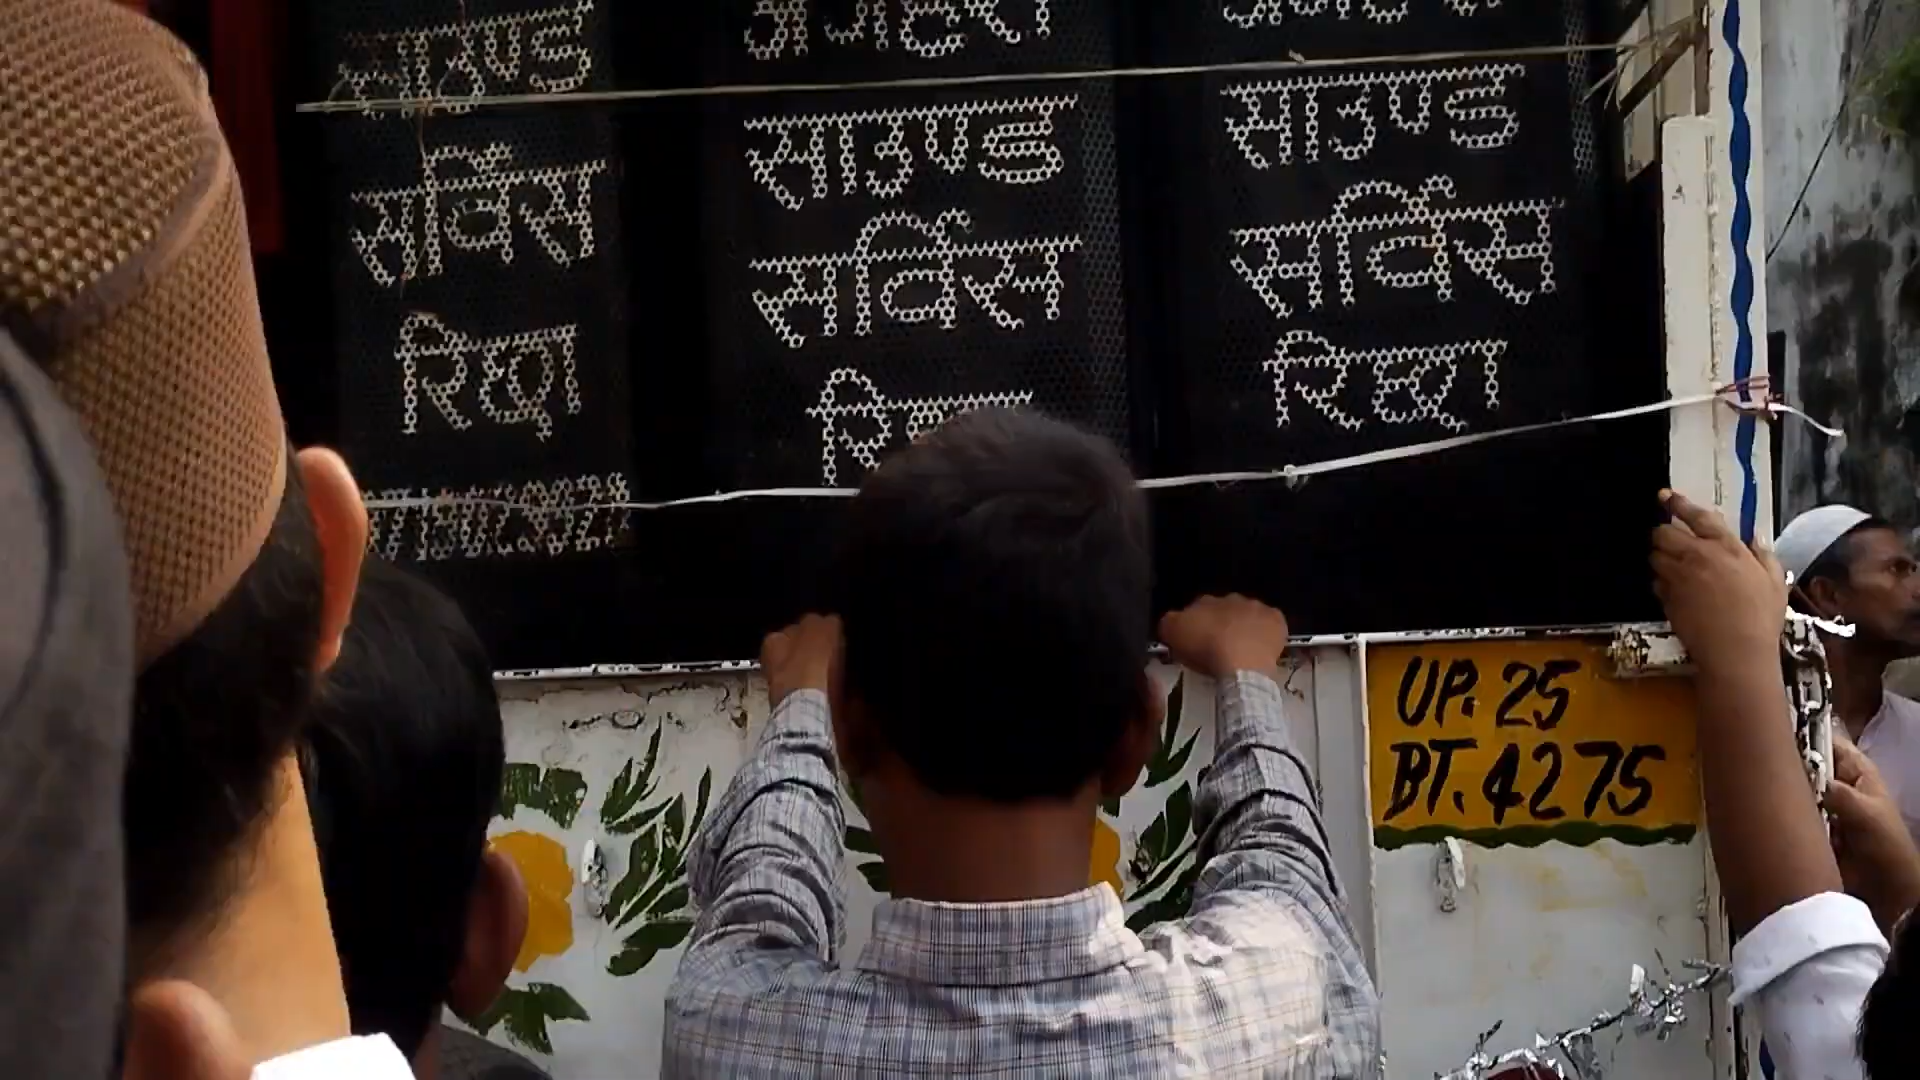 साउण्ड
सर्विस
रिछा
साउण्ड
सर्विस
साउण्ड
सर्विस
रिछा
UP. 25
BT. 4275